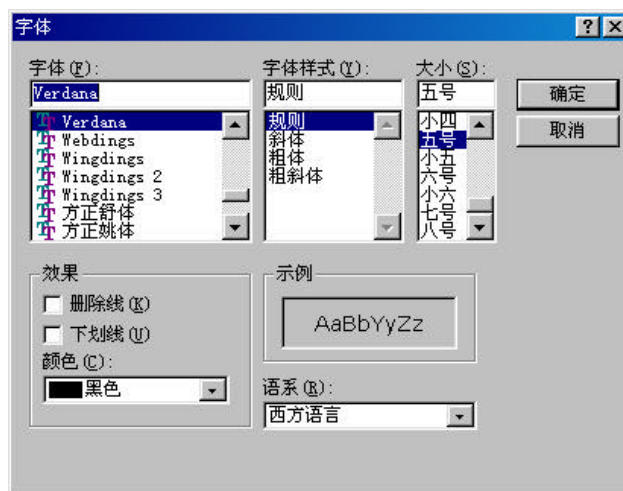 字体
字体(F):
Verdana
Verdana
Webdings
Wingdings
Wingdings 2
Wingdings 3
方正舒体
方正姚体
字体样式(Y):
规则
规则
斜体
粗体
粗斜体
大小(S):
五号
小四
五号
小五
六号
小六
七号
八号
确定
取消
效果
删除线(K)
下划线(U)
颜色(C):
黑色
示例
AaBbYyZz
语系(R):
西方语言